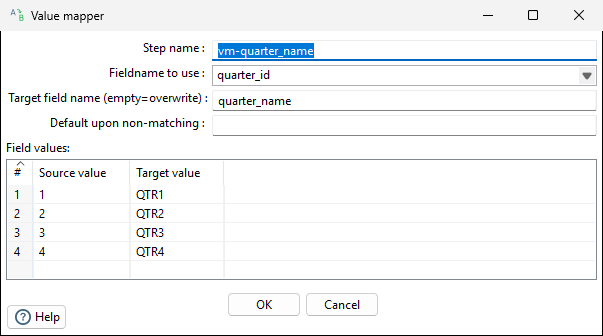 Value mapper
Step name :
vm-quarter_name
Fieldname to use :
quarter_id
Target field name (empty=overwrite) :
quarter_name
Default upon non-matching :
Field values:
# Source value Target value
1 1 QTR1
2 2 QTR2
3 3 QTR3
4 4 QTR4
OK Cancel
? Help